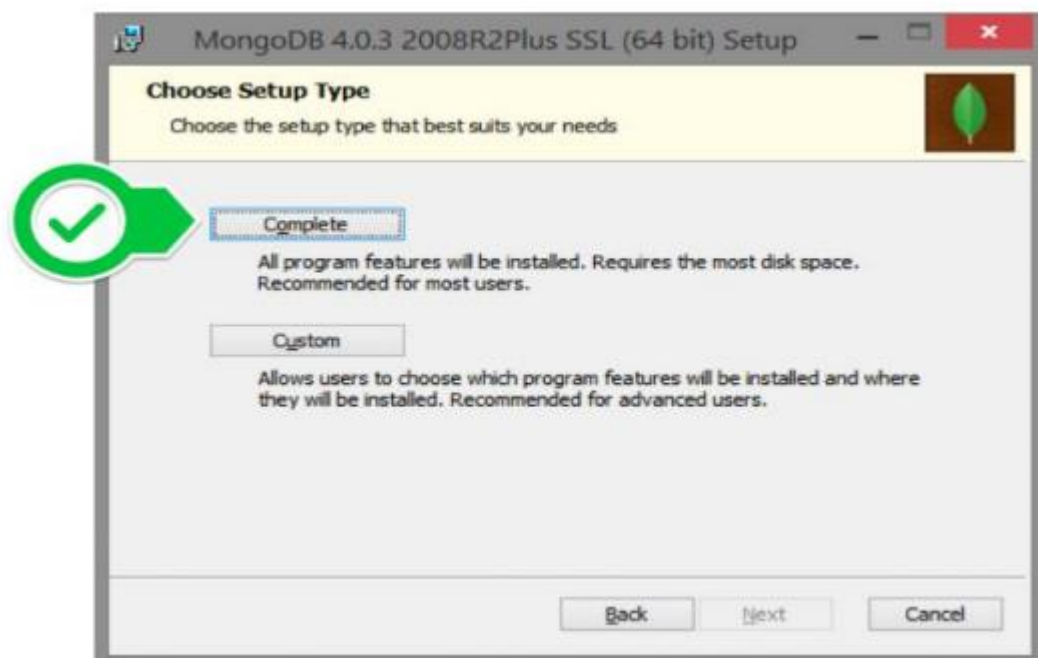 MongoDB 4.0.3 2008R2Plus SSL (64 bit) Setup
Choose Setup Type
Choose the setup type that best suits your needs
Complete
All program features will be installed. Requires the most disk space.
Recommended for most users.
Custom
Allows users to choose which program features will be installed and where
they will be installed. Recommended for advanced users.
Back
Next
Cancel